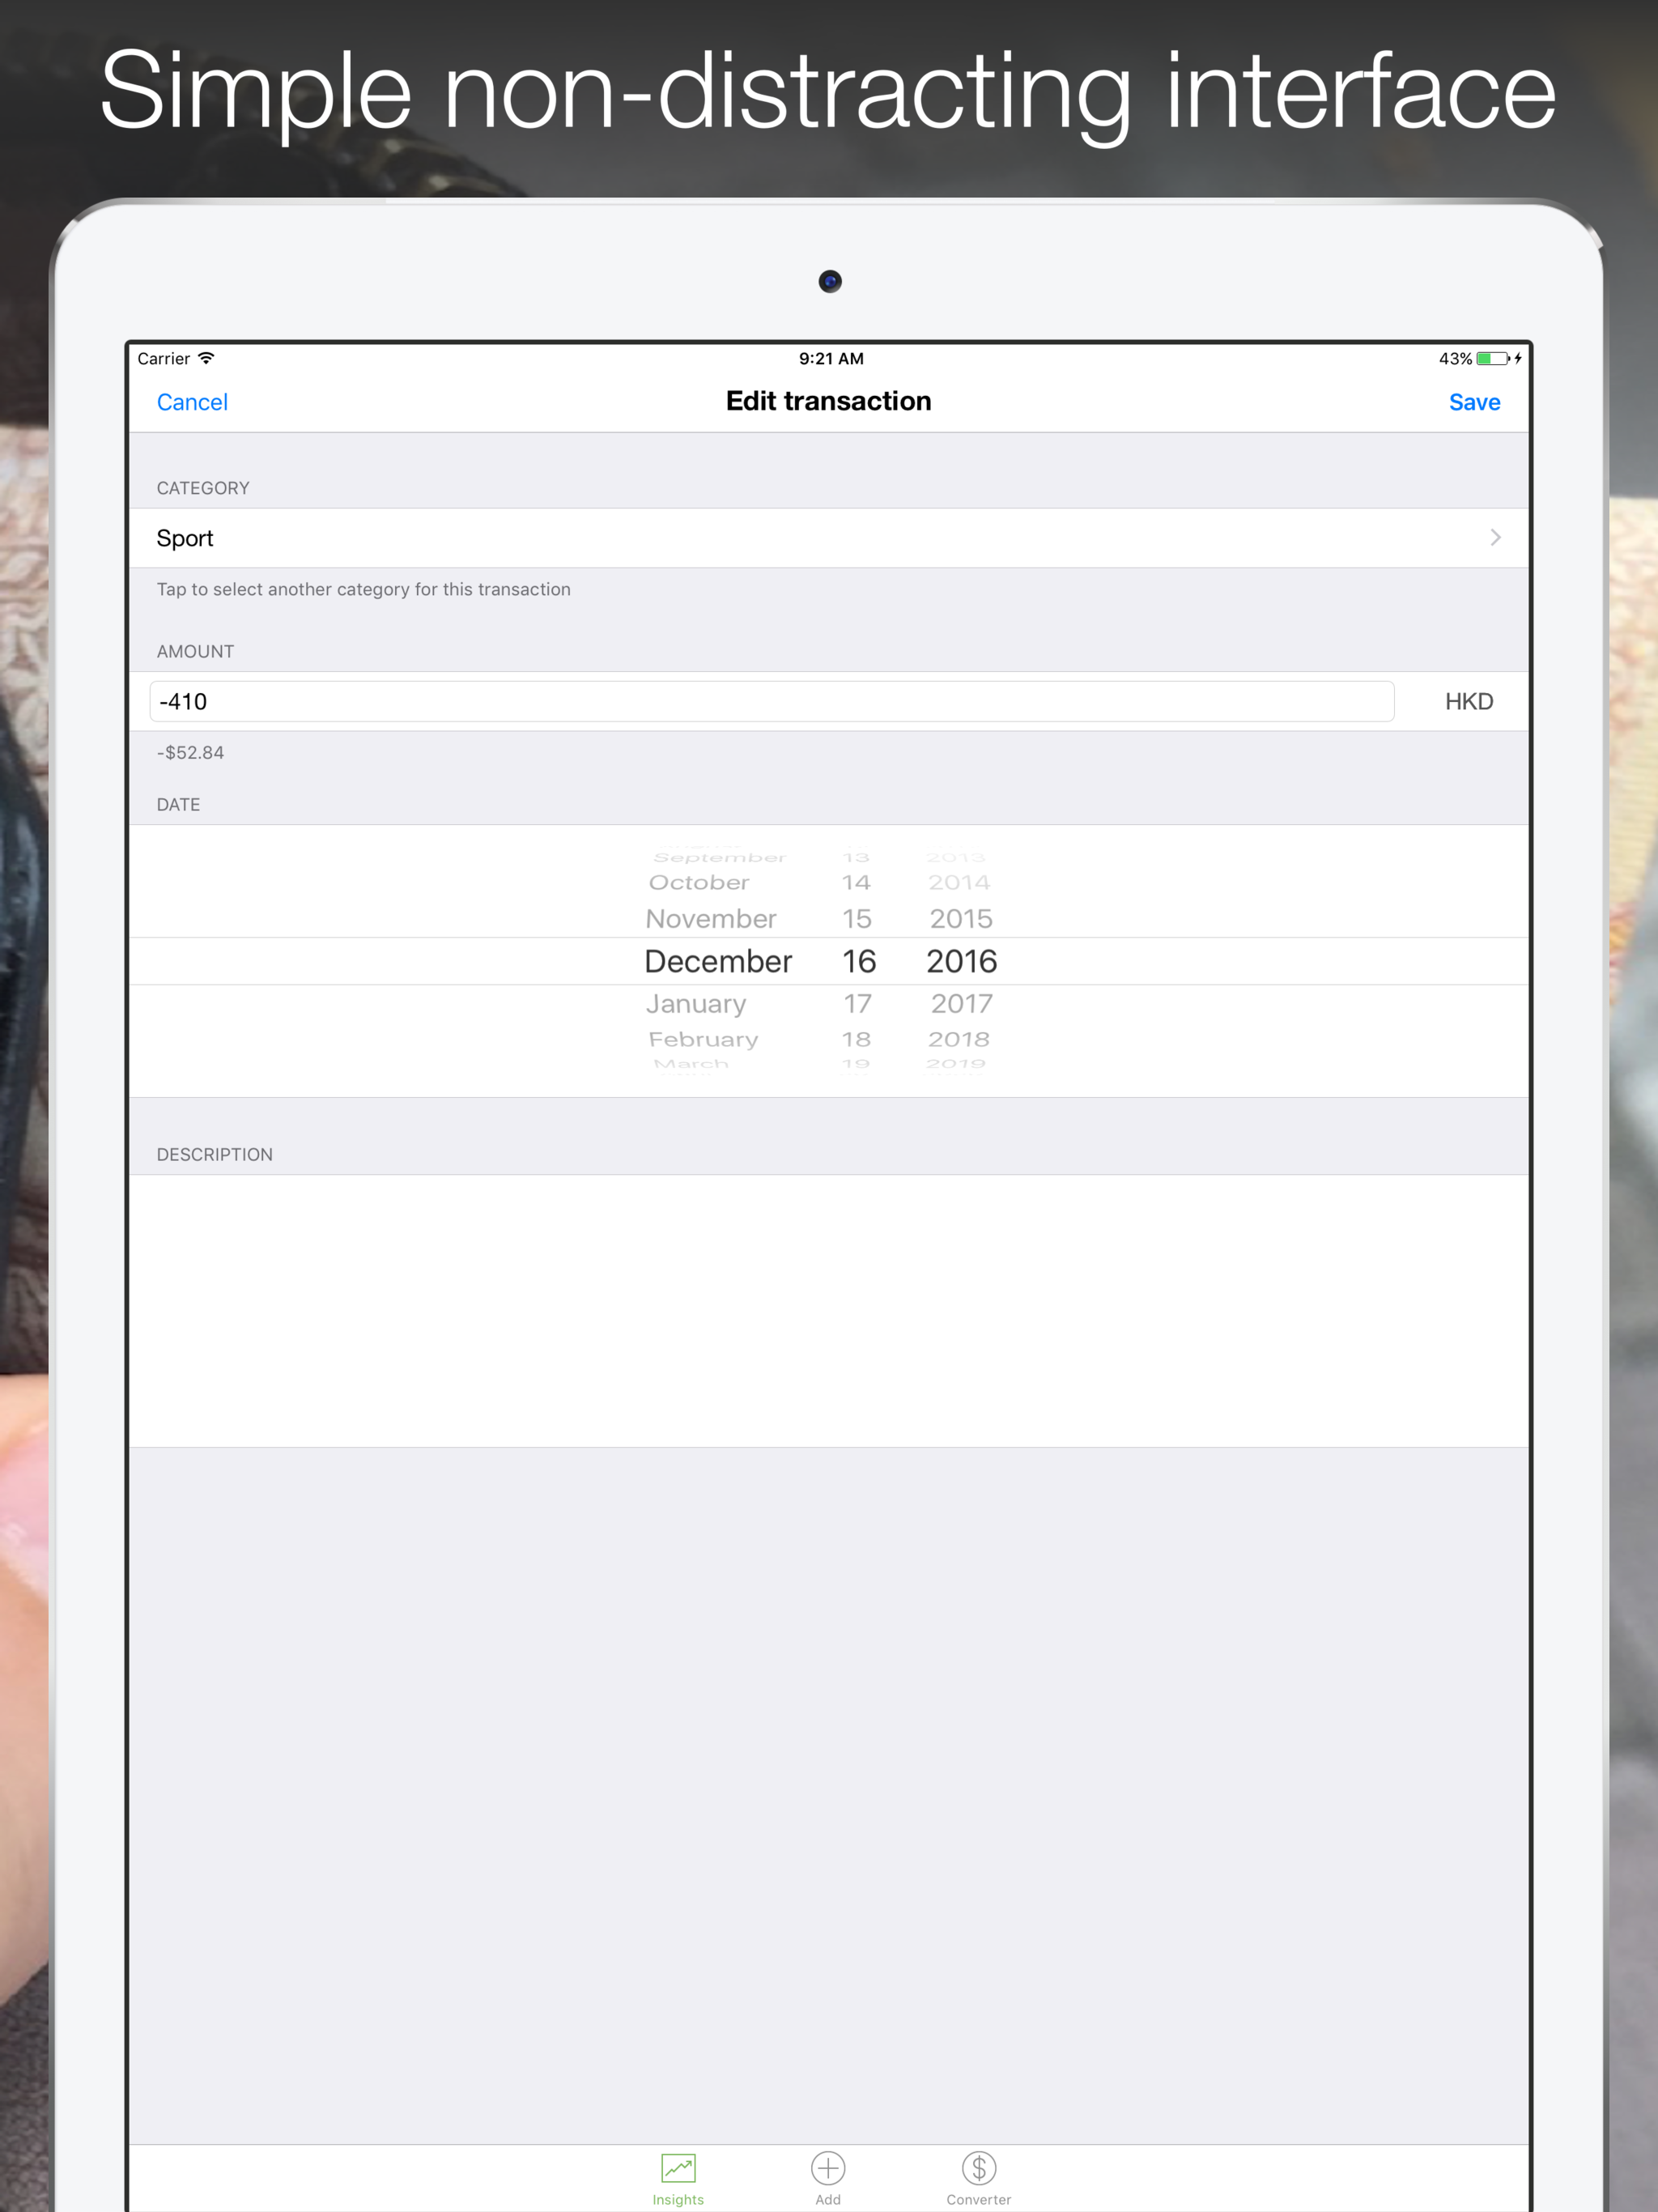 Simple non-distracting interface
Carrier 9:21 AM 43%
Cancel Edit transaction Save
CATEGORY
Sport
Tap to select another category for this transaction
AMOUNT
-410 HKD
-$52.84
DATE
September 13 2013
October 14 2014
November 15 2015
December 16 2016
January 17 2017
February 18 2018
March 19 2019
DESCRIPTION
Insights Add Converter